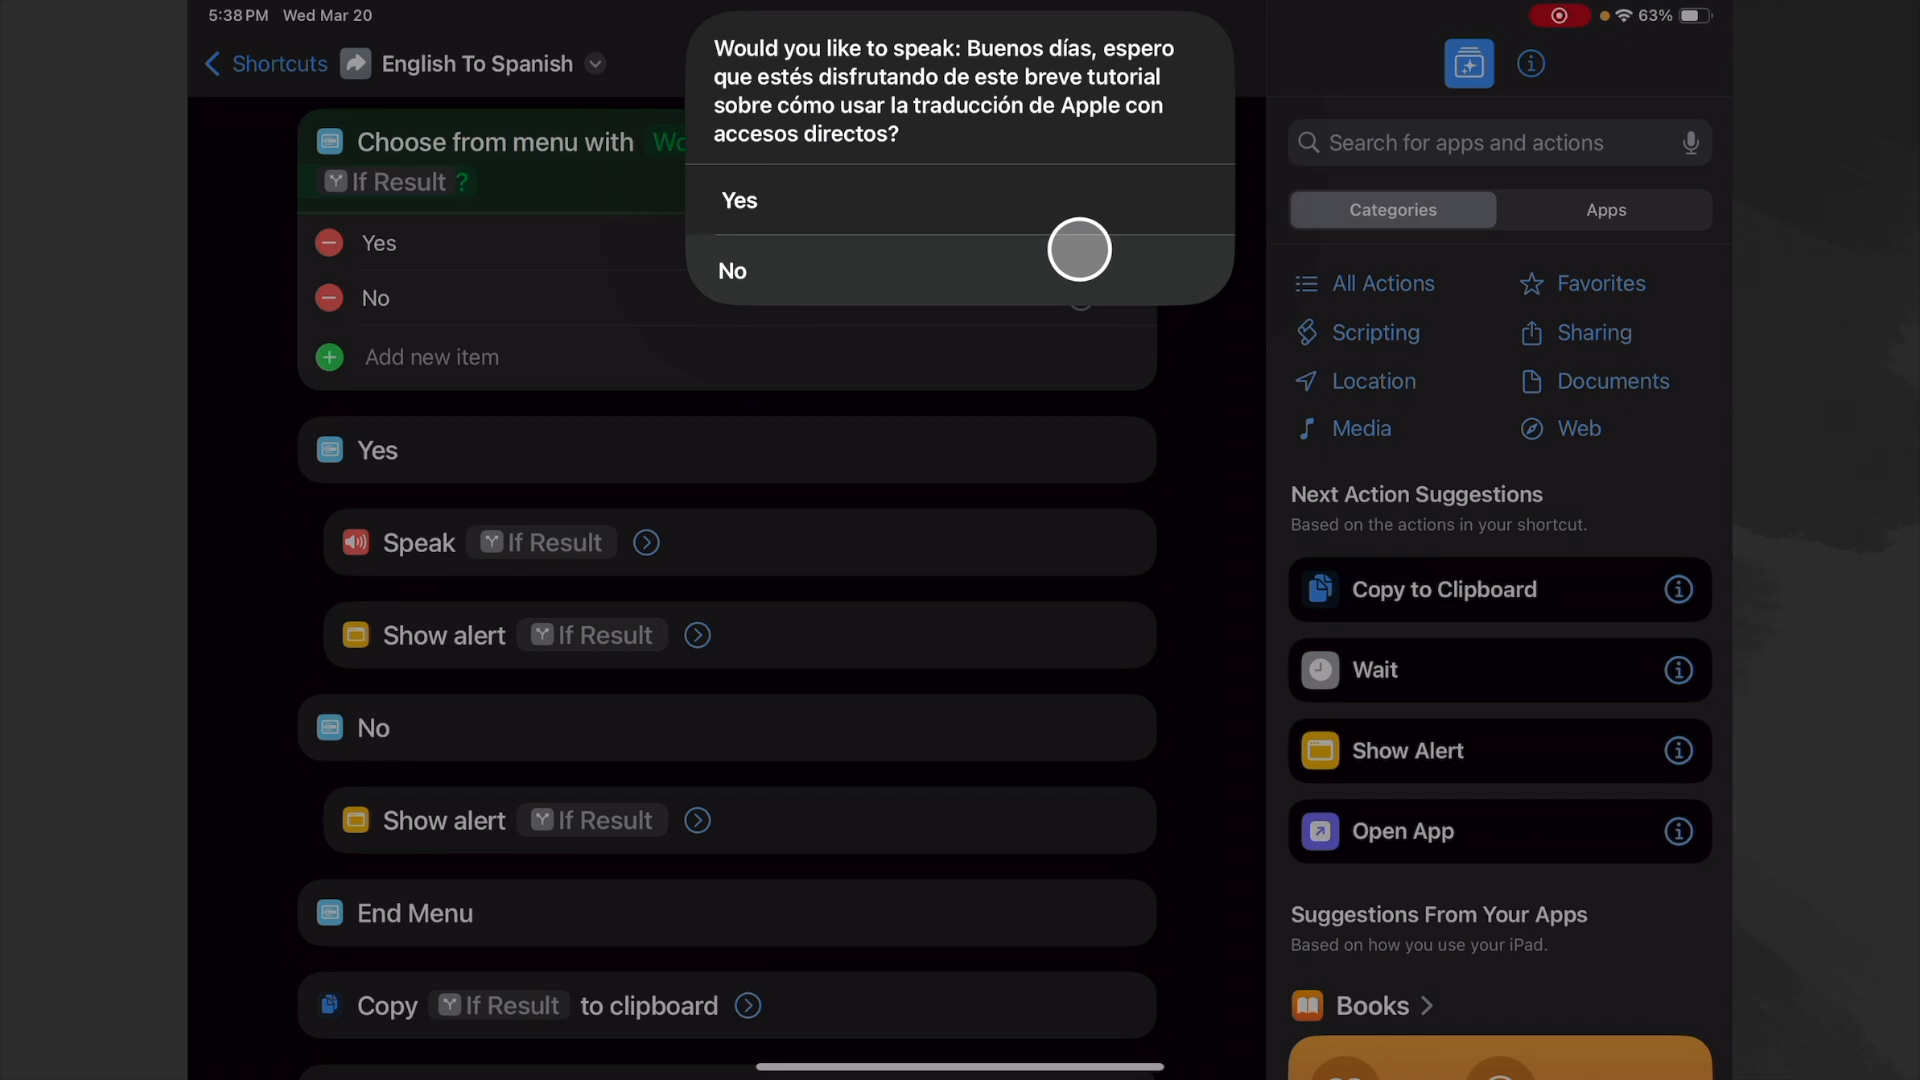 5:38 PM Wed Mar 20
63%
Shortcuts
English To Spanish
Would you like to speak: Buenos días, espero
que estés disfrutando de este breve tutorial
sobre cómo usar la traducción de Apple con
accesos directos?
Yes
No
Choose from menu with Wo
If Result ?
Yes
No
Add new item
Yes
Speak If Result
Show alert If Result
No
Show alert If Result
End Menu
Copy If Result to clipboard
Search for apps and actions
Categories
Apps
All Actions
Favorites
Scripting
Sharing
Location
Documents
Media
Web
Next Action Suggestions
Based on the actions in your shortcut.
Copy to Clipboard
Wait
Show Alert
Open App
Suggestions From Your Apps
Based on how you use your iPad.
Books